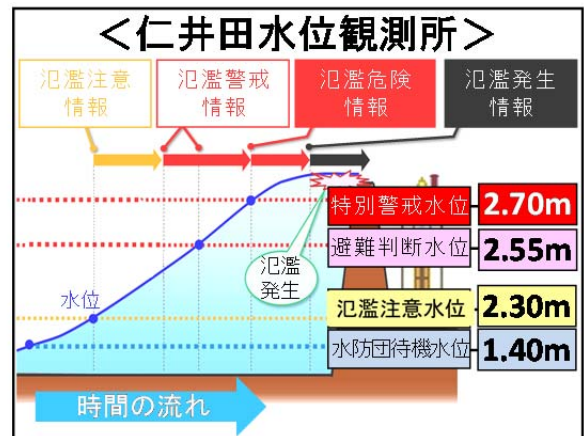 ＜仁井田水位観測所＞
氾濫注意
情報
氾濫警戒
情報
氾濫危険
情報
氾濫発生
情報
特別警戒水位
2.70m
避難判断水位
2.55m
氾濫
発生
水位
氾濫注意水位
2.30m
水防団待機水位
1.40m
時間の流れ